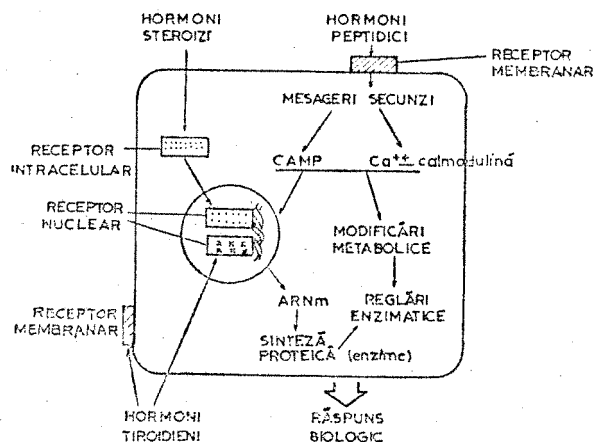 HORMONI
STEROIZI
HORMONI
PEPTIDICI
RECEPTOR
MEMBRANAR
MESAGERI SECUNZI
RECEPTOR
INTRACELULAR
CAMP
Ca++ calmodulină
RECEPTOR
NUCLEAR
MODIFICĂRI
METABOLICE
ARNm
REGLĂRI
ENZIMATICE
RECEPTOR
MEMBRANAR
SINTEZĂ
PROTEICĂ (enzime)
HORMONI
TIROIDIENI
RĂSPUNS
BIOLOGIC